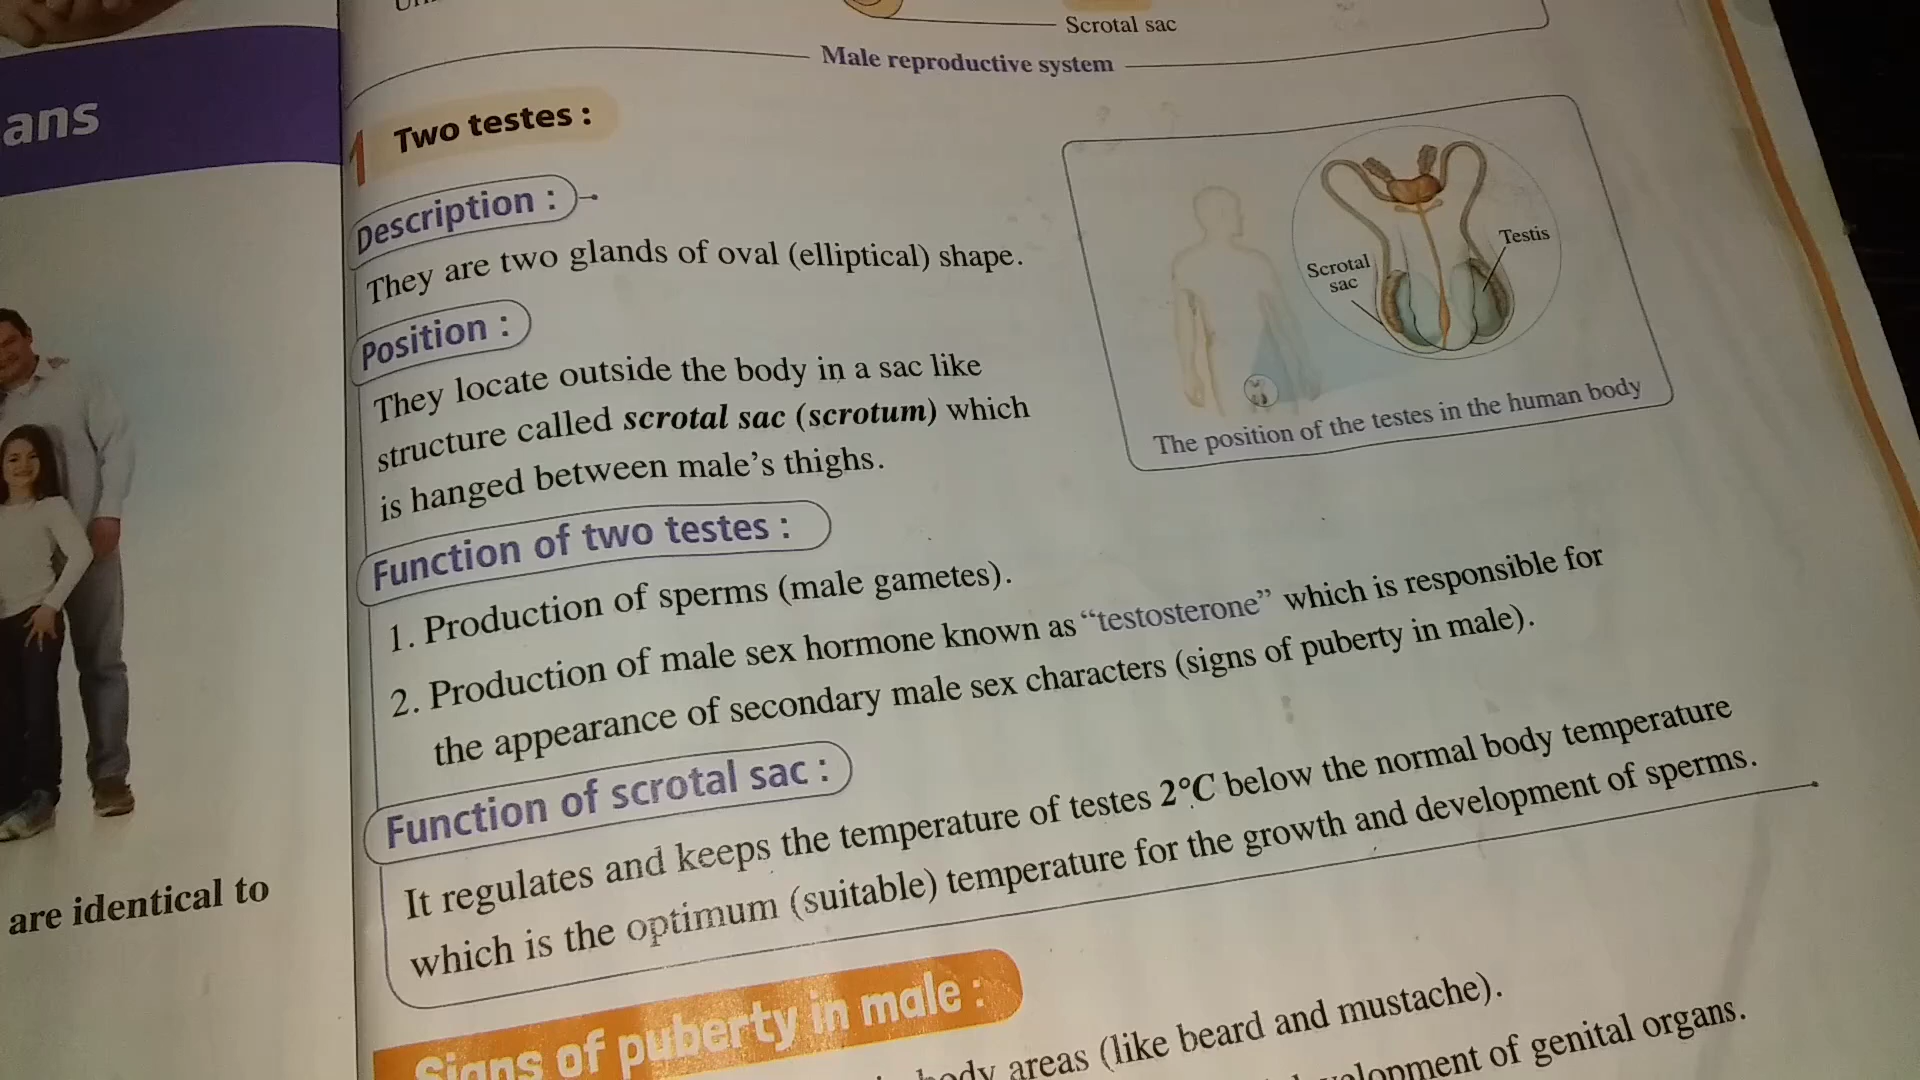 ans
are identical to
Scrotal sac
Male reproductive system
1 Two testes :
Description :
They are two glands of oval (elliptical) shape.
Position :
They locate outside the body in a sac like
structure called scrotal sac (scrotum) which
is hanged between male's thighs.
Scrotal
sac
Testis
The position of the testes in the human body
Function of two testes :
1. Production of sperms (male gametes).
2. Production of male sex hormone known as “testosterone” which is responsible for
the appearance of secondary male sex characters (signs of puberty in male).
Function of scrotal sac :
It regulates and keeps the temperature of testes 2°C below the normal body temperature
which is the optimum (suitable) temperature for the growth and development of sperms.
Signs of puberty in male :
body areas (like beard and mustache).
of genital organs.